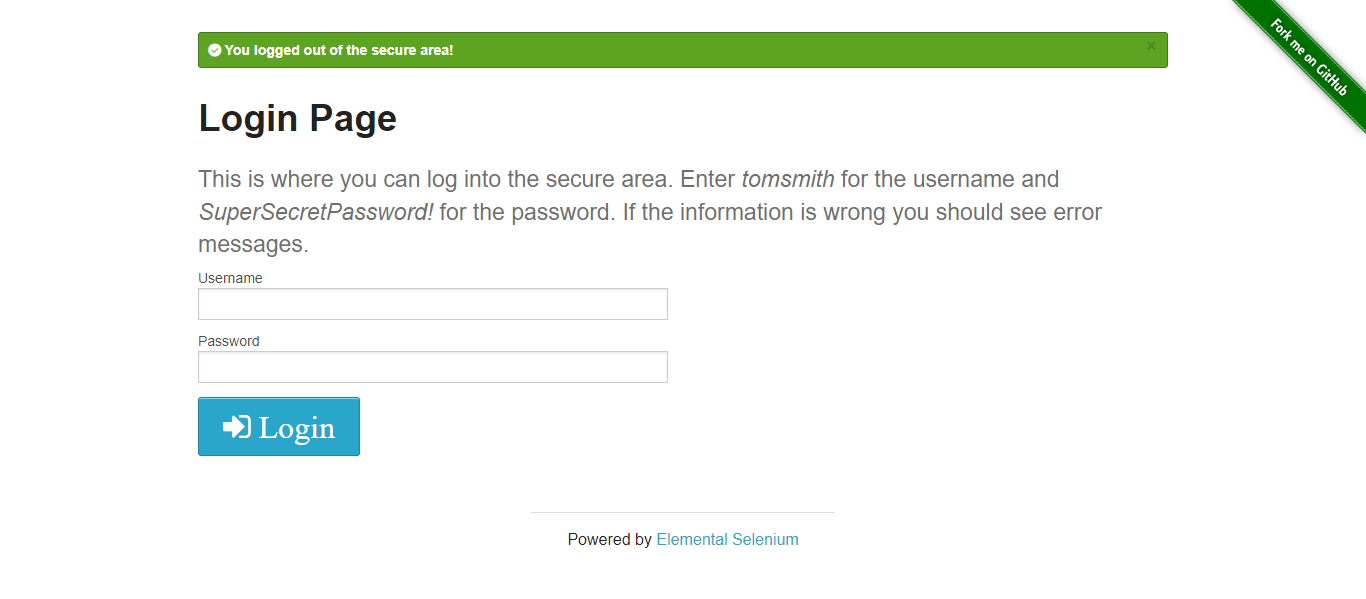 You logged out of the secure area!
×
Fork me on GitHub
Login Page
This is where you can log into the secure area. Enter tomsmith for the username and
SuperSecretPassword! for the password. If the information is wrong you should see error
messages.
Username
Password
Login
Powered by Elemental Selenium